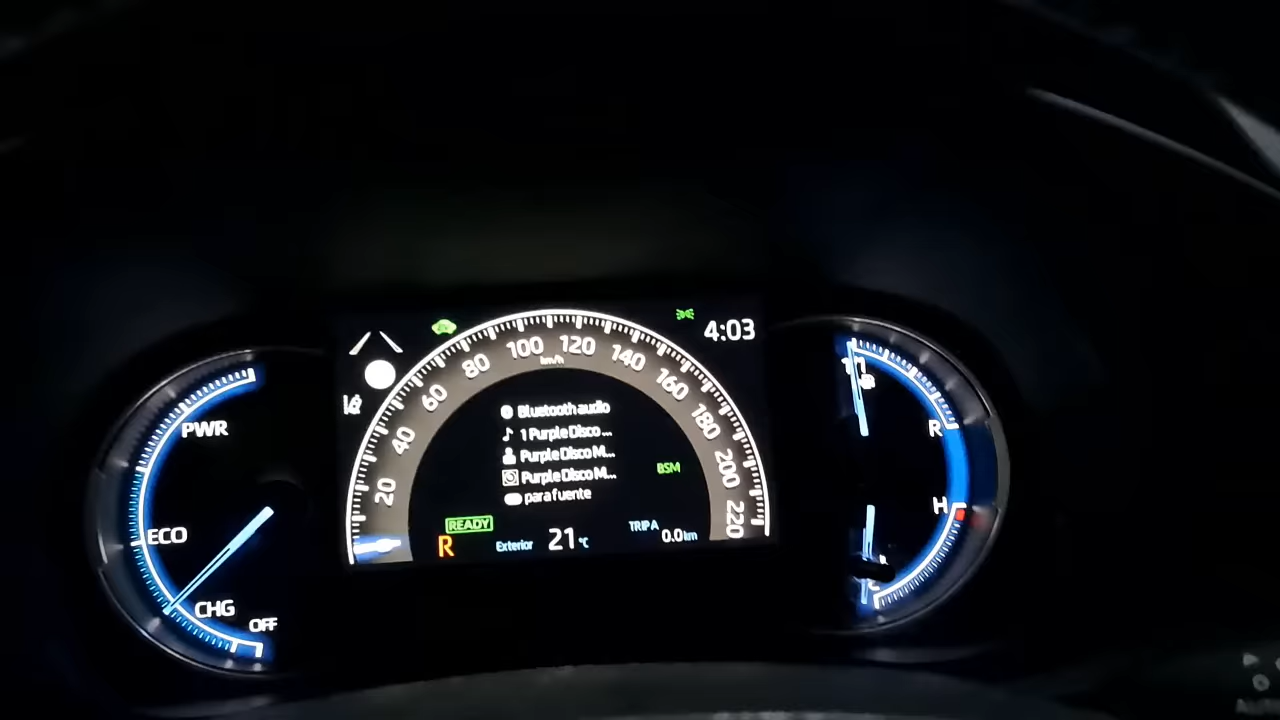 4:03
20
40
60
80
100
120
140
160
180
200
220
km/h
Bluetooth audio
1 Purple Disco ...
Purple Disco M...
Purple Disco M...
para fuente
BSM
READY
R
Exterior 21°C
TRIP A
0.0 km
PWR
ECO
CHG
OFF
R
H